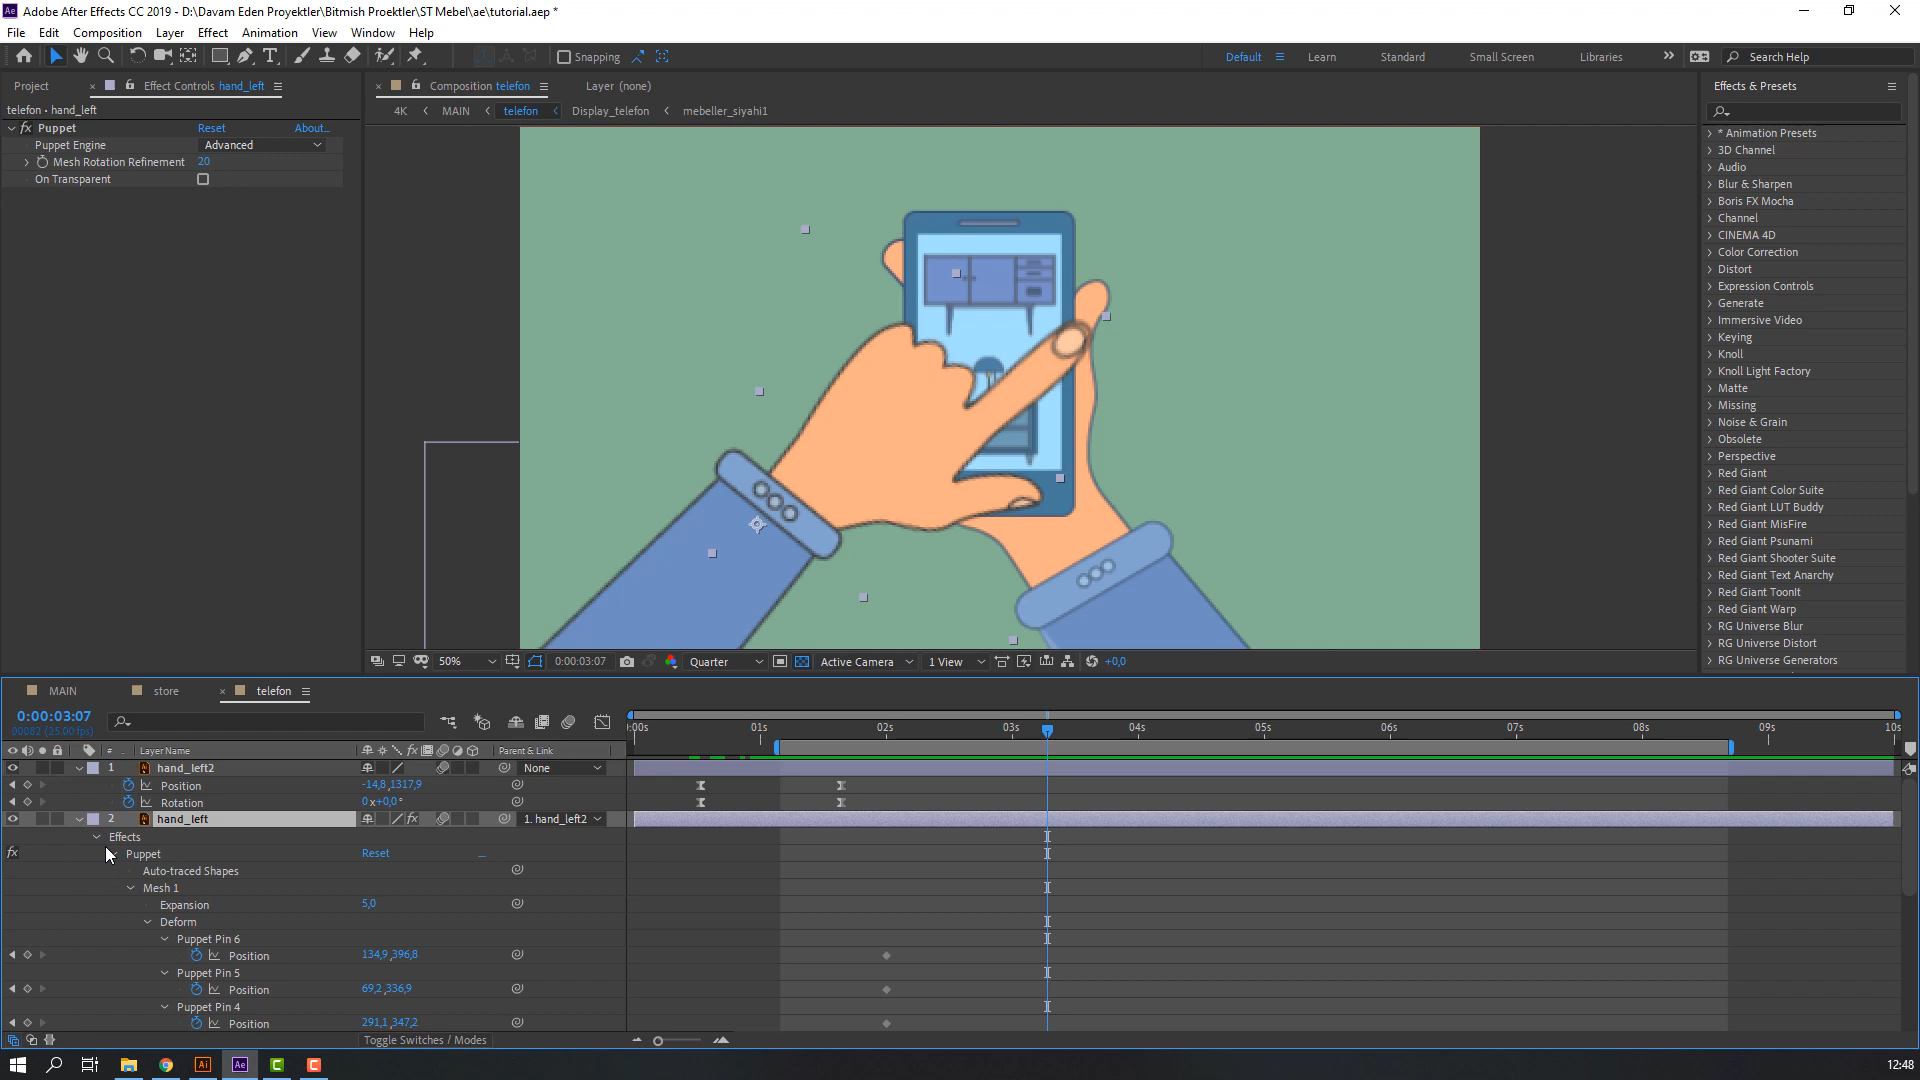 Adobe After Effects CC 2019 - D:\Davam Eden Proyektler\Bitmish Proektler\ST Mebel\ae\tutorial.aep *
File Edit Composition Layer Effect Animation View Window Help
Snapping
Default Learn Standard Small Screen Libraries Search Help
Project Effect Controls hand_left
Composition telefon Layer (none)
Effects & Presets
telefon • hand_left
4K MAIN telefon Display_telefon mebeller_siyahi1
fx Puppet Reset About...
Puppet Engine Advanced
Mesh Rotation Refinement 20
On Transparent
* Animation Presets
3D Channel
Audio
Blur & Sharpen
Boris FX Mocha
Channel
CINEMA 4D
Color Correction
Distort
Expression Controls
Generate
Immersive Video
Keying
Knoll
Knoll Light Factory
Matte
Missing
Noise & Grain
Obsolete
Perspective
Red Giant
Red Giant Color Suite
Red Giant LUT Buddy
Red Giant MisFire
Red Giant Psunami
Red Giant Shooter Suite
Red Giant Text Anarchy
Red Giant ToonIt
Red Giant Warp
RG Universe Blur
RG Universe Distort
RG Universe Generators
50% 0:00:03:07 Quarter Active Camera 1 View +0,0
MAIN store telefon
0:00:03:07
00082 (25.00 fps)
:00s 01s 02s 03s 04s 05s 06s 07s 08s 09s 10s
# Layer Name fx Parent & Link
1 hand_left2 None
Position -14,8,1317,9
Rotation 0x+0,0°
2 hand_left fx 1. hand_left2
Effects
fx Puppet Reset ...
Auto-traced Shapes
Mesh 1
Expansion 5,0
Deform
Puppet Pin 6
Position 134,9,396,8
Puppet Pin 5
Position 69,2,336,9
Puppet Pin 4
Position 291,1,347,2
Toggle Switches / Modes
Ai Ae C C 12:48